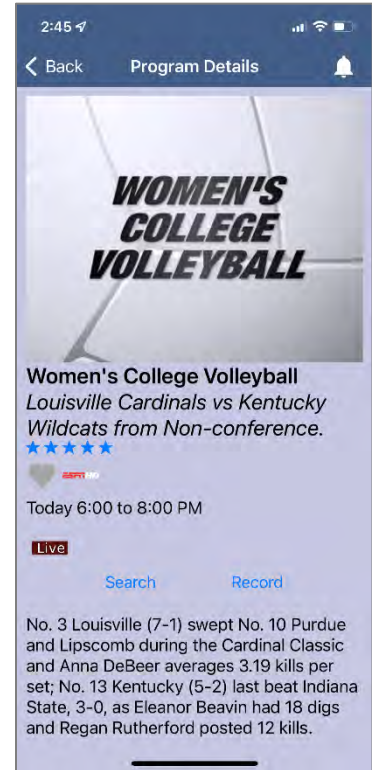 2:45
Back Program Details
WOMEN'S
COLLEGE
VOLLEYBALL
Women's College Volleyball
Louisville Cardinals vs Kentucky
Wildcats from Non-conference.
ESPN
Today 6:00 to 8:00 PM
Live
Search Record
No. 3 Louisville (7-1) swept No. 10 Purdue
and Lipscomb during the Cardinal Classic
and Anna DeBeer averages 3.19 kills per
set; No. 13 Kentucky (5-2) last beat Indiana
State, 3-0, as Eleanor Beavin had 18 digs
and Regan Rutherford posted 12 kills.